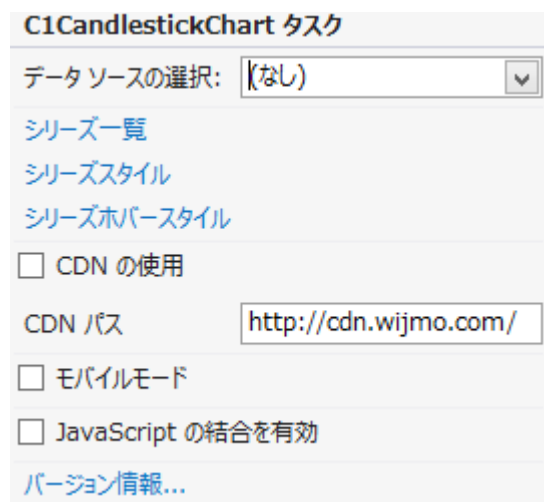 C1CandlestickChart タスク
データ ソースの選択: (なし)
シリーズ一覧
シリーズスタイル
シリーズホバースタイル
CDN の使用
CDN パス http://cdn.wijmo.com/
モバイルモード
JavaScript の結合を有効
バージョン情報...